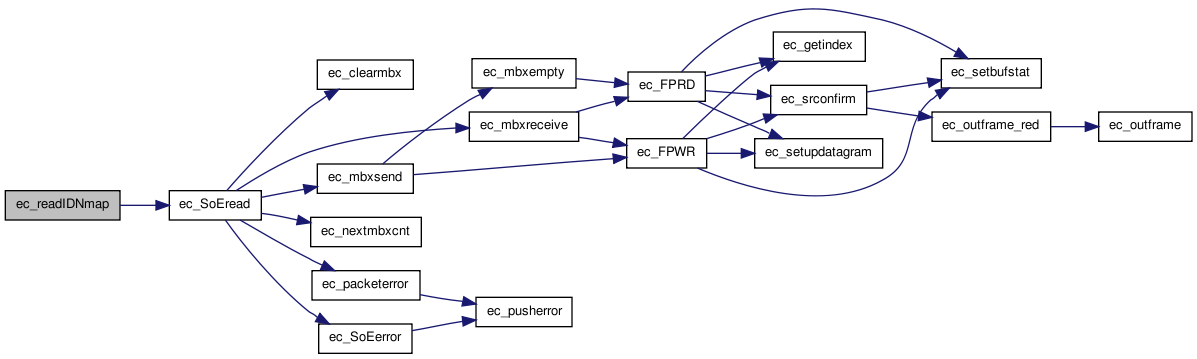 ec_readIDNmap
ec_SoEread
ec_clearmbx
ec_mbxreceive
ec_mbxsend
ec_nextmbxcnt
ec_packeterror
ec_SoEerror
ec_mbxempty
ec_pusherror
ec_FPRD
ec_FPWR
ec_getindex
ec_srconfirm
ec_setupdatagram
ec_setbufstat
ec_outframe_red
ec_outframe